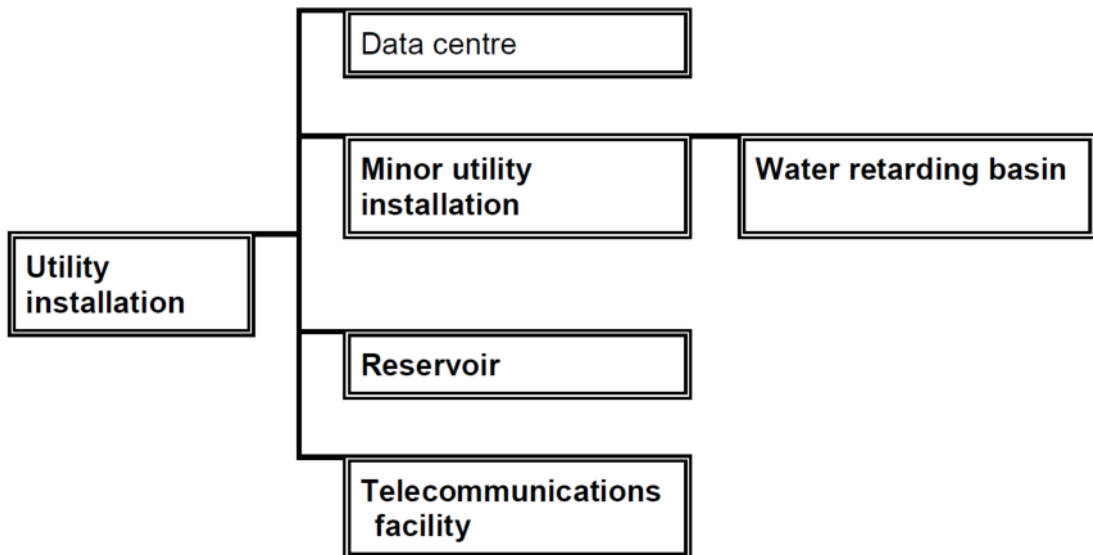 Data centre
Minor utility
installation
Water retarding basin
Utility
installation
Reservoir
Telecommunications
facility